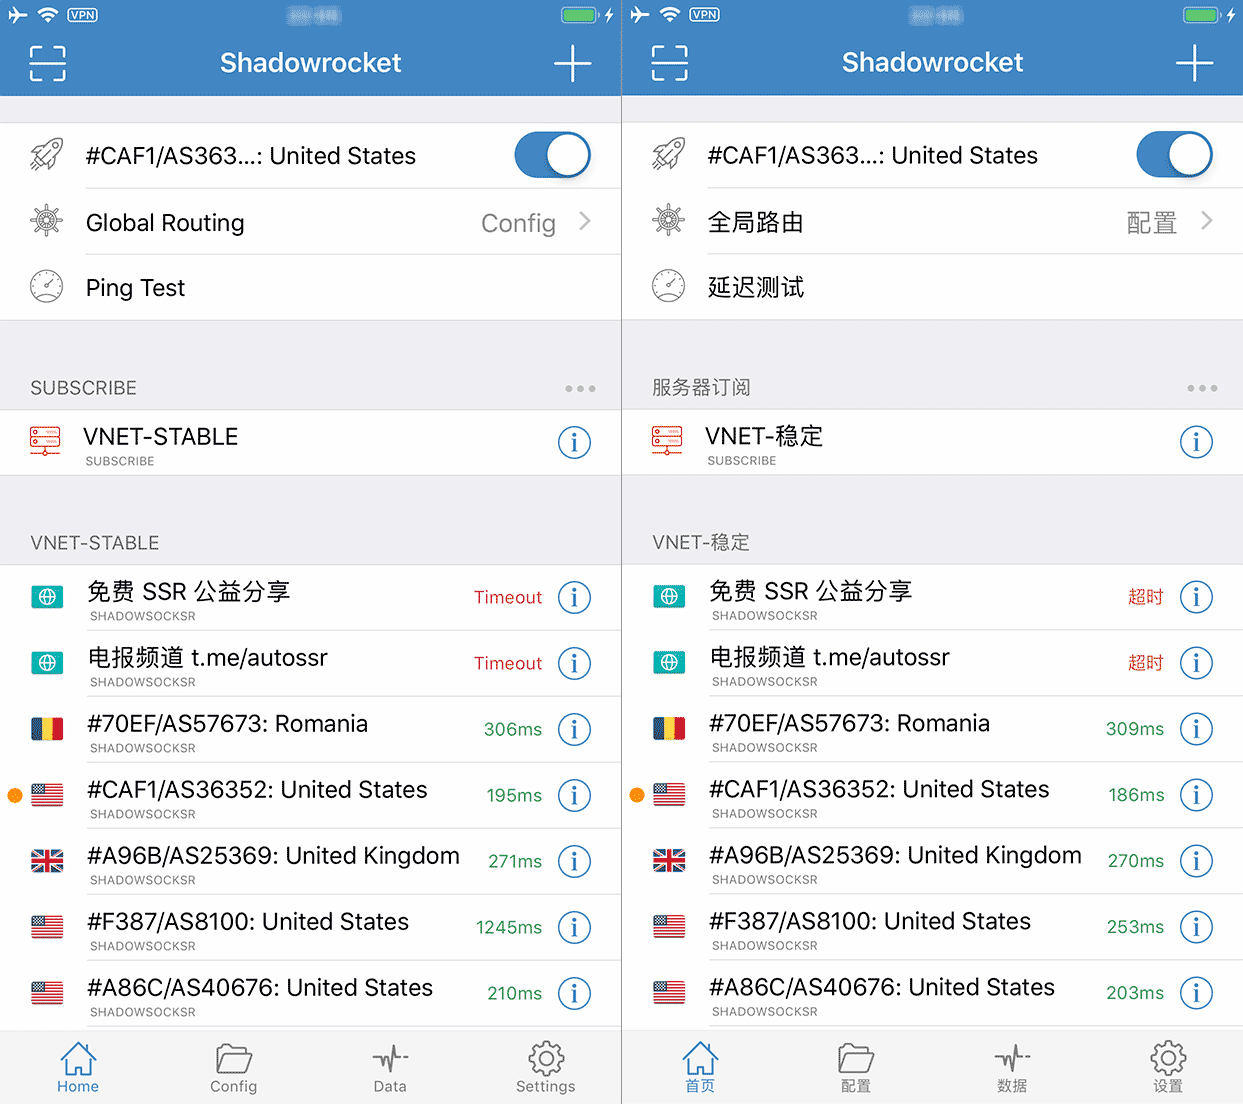 VPN
Shadowrocket
#CAF1/AS363...: United States
Global Routing
Config
Ping Test
SUBSCRIBE
VNET-STABLE
SUBSCRIBE
VNET-STABLE
免费 SSR 公益分享
SHADOWSOCKSR
Timeout
电报频道 t.me/autossr
SHADOWSOCKSR
Timeout
#70EF/AS57673: Romania
SHADOWSOCKSR
306ms
#CAF1/AS36352: United States
SHADOWSOCKSR
195ms
#A96B/AS25369: United Kingdom
SHADOWSOCKSR
271ms
#F387/AS8100: United States
SHADOWSOCKSR
1245ms
#A86C/AS40676: United States
SHADOWSOCKSR
210ms
Home
Config
Data
Settings
VPN
Shadowrocket
#CAF1/AS363...: United States
全局路由
配置
延迟测试
服务器订阅
VNET-稳定
SUBSCRIBE
VNET-稳定
免费 SSR 公益分享
SHADOWSOCKSR
超时
电报频道 t.me/autossr
SHADOWSOCKSR
超时
#70EF/AS57673: Romania
SHADOWSOCKSR
309ms
#CAF1/AS36352: United States
SHADOWSOCKSR
186ms
#A96B/AS25369: United Kingdom
SHADOWSOCKSR
270ms
#F387/AS8100: United States
SHADOWSOCKSR
253ms
#A86C/AS40676: United States
SHADOWSOCKSR
203ms
首页
配置
数据
设置